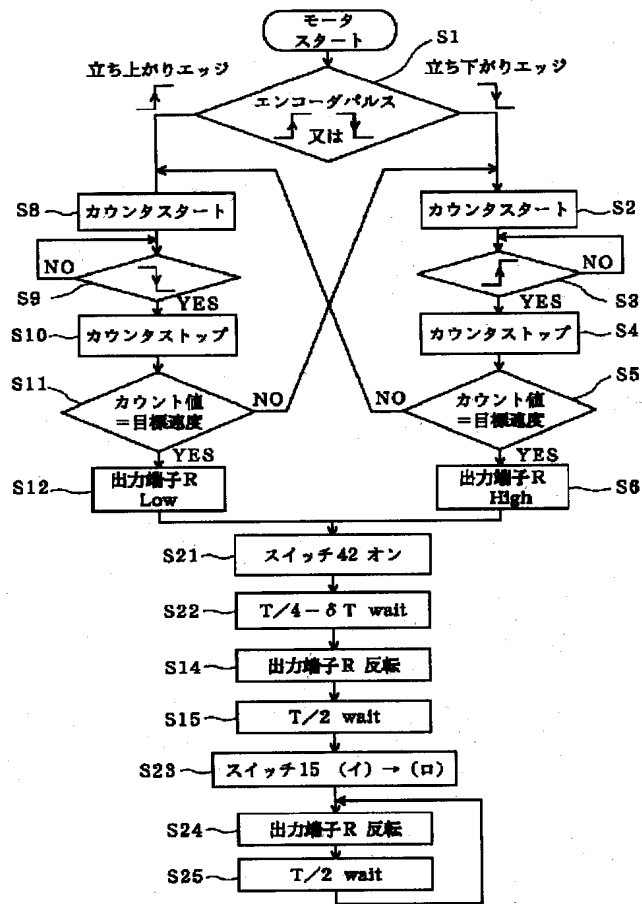 モータ
スタート
S1
立ち上がりエッジ
立ち下がりエッジ
エンコーダパルス
又は
S8
カウンタスタート
カウンタスタート
S2
NO
NO
S9
YES
S3
YES
S10
カウンタストップ
カウンタストップ
S4
S11
カウント値
=目標速度
NO
NO
カウント値
=目標速度
S5
YES
YES
S12
出力端子R
Low
出力端子R
High
S6
S21
スイッチ42 オン
S22
T/4-δT wait
S14
出力端子R 反転
S15
T/2 wait
S23
スイッチ15 (イ)→(ロ)
S24
出力端子R 反転
S25
T/2 wait